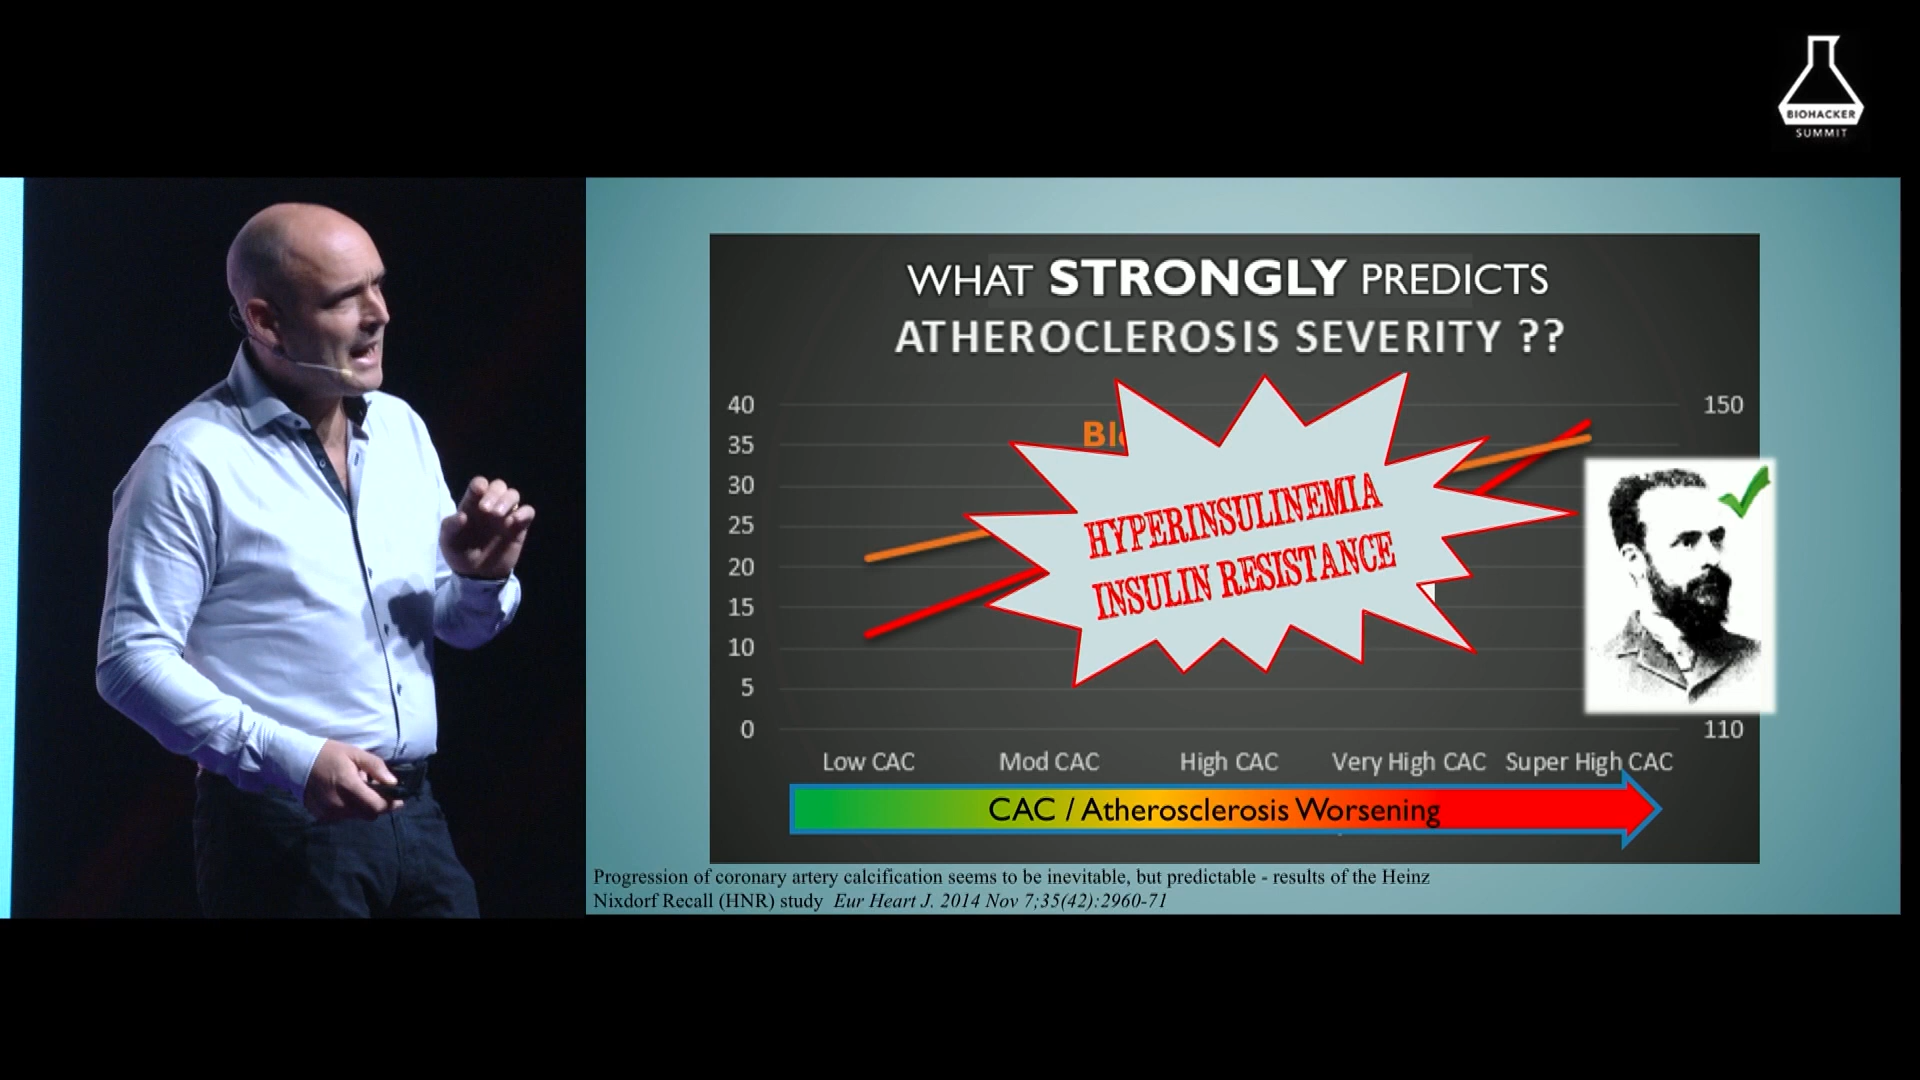 BIOHACKER
SUMMIT
WHAT STRONGLY PREDICTS
ATHEROCLEROSIS SEVERITY ??
40
35
30
25
20
15
10
5
0
150
110
Bl
HYPERINSULINEMIA
INSULIN RESISTANCE
Low CAC Mod CAC High CAC Very High CAC Super High CAC
CAC / Atherosclerosis Worsening
Progression of coronary artery calcification seems to be inevitable, but predictable - results of the Heinz
Nixdorf Recall (HNR) study Eur Heart J. 2014 Nov 7;35(42):2960-71